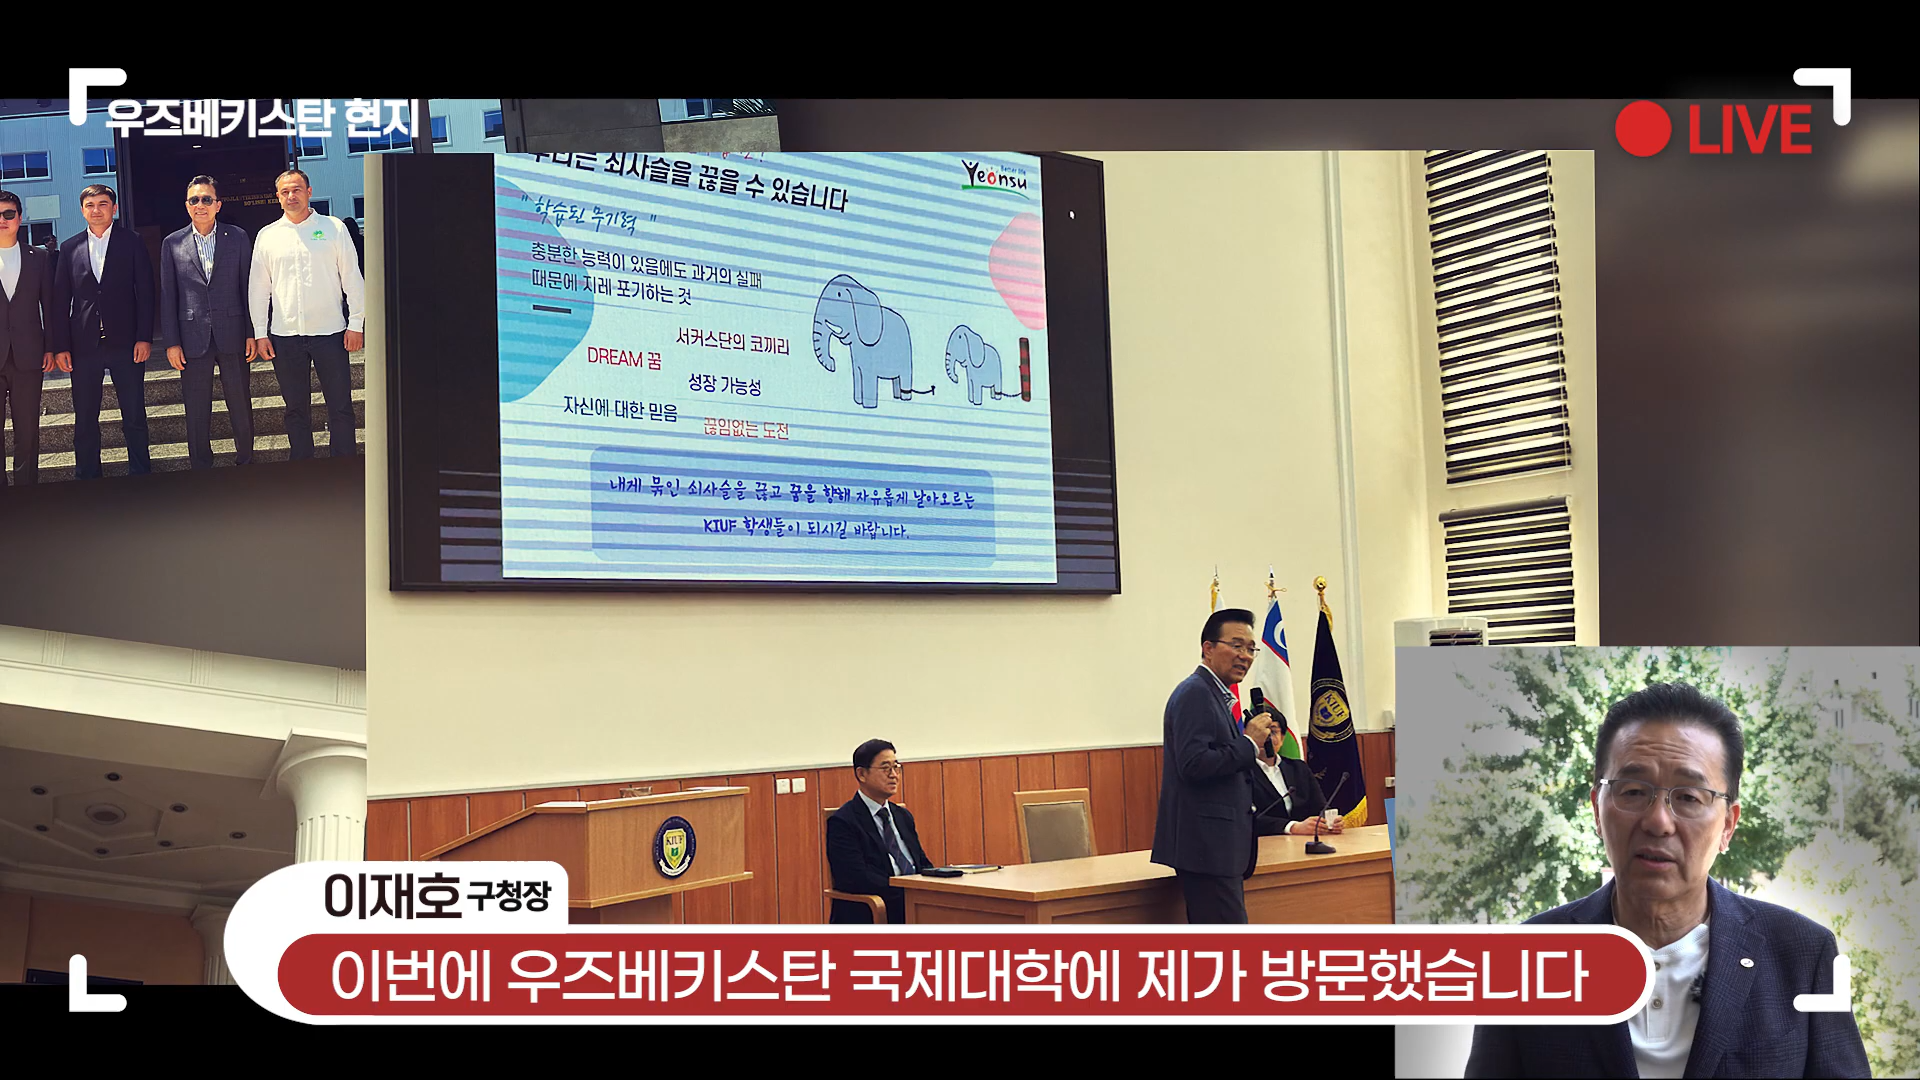 우즈베키스탄 현지
LIVE
우리는 쇠사슬을 끊을 수 있습니다
Better life
Yeonsu
"학습된 무기력"
충분한 능력이 있음에도 과거의 실패
때문에 지레 포기하는 것
서커스단의 코끼리
DREAM 꿈
성장 가능성
자신에 대한 믿음
끊임없는 도전
내게 묶인 쇠사슬을 끊고 꿈을 향해 자유롭게 날아오르는
KIUF 학생들이 되시길 바랍니다.
KIUF
KIUF
이재호 구청장
이번에 우즈베키스탄 국제대학에 제가 방문했습니다